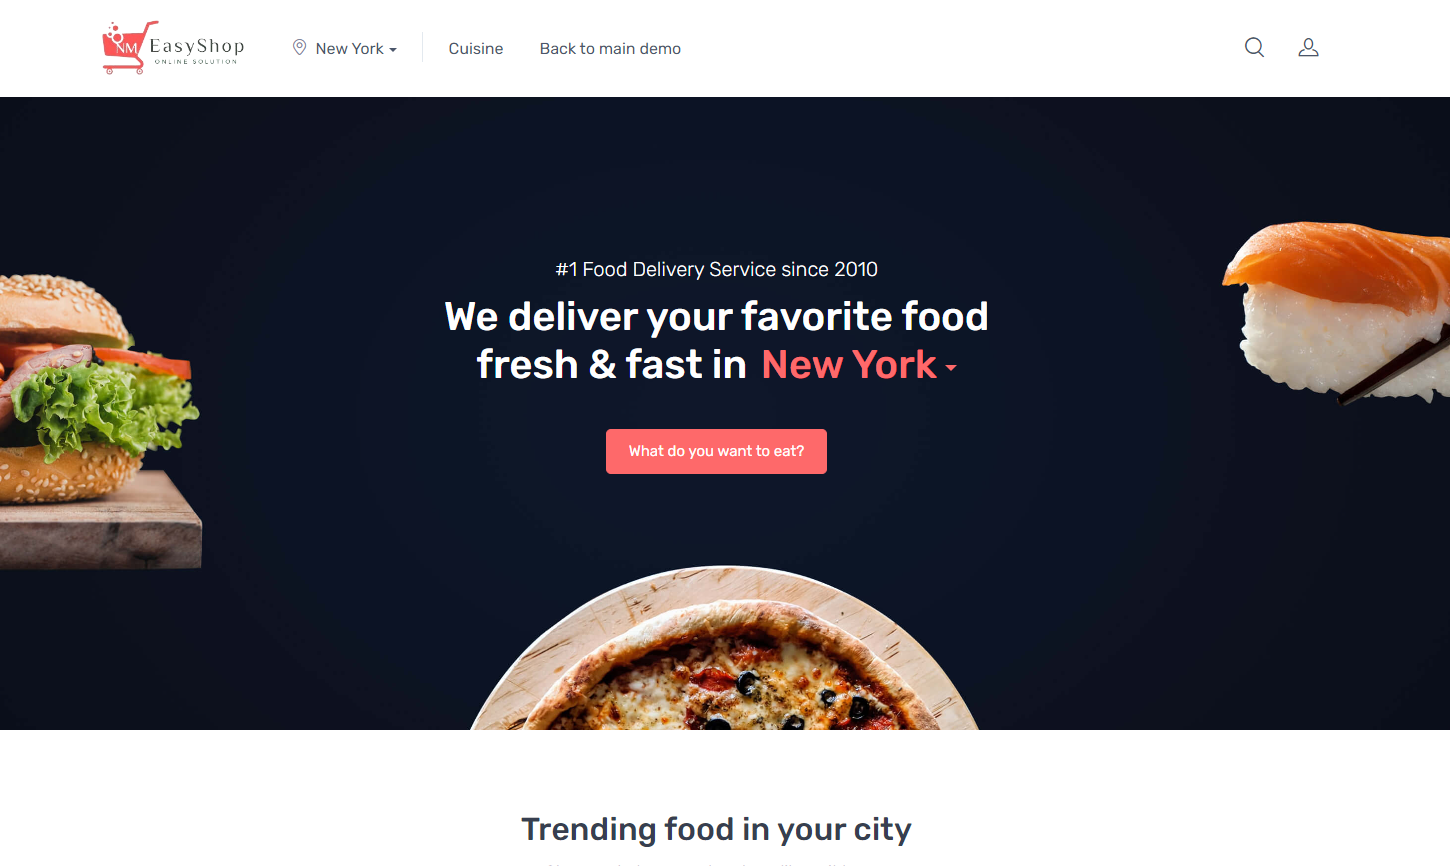 NM EasyShop
ONLINE SOLUTION
New York
Cuisine
Back to main demo
#1 Food Delivery Service since 2010
We deliver your favorite food
fresh & fast in New York
What do you want to eat?
Trending food in your city